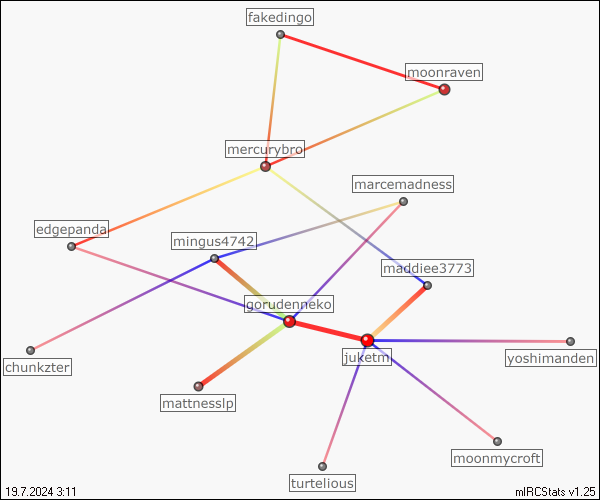 fakedingo
moonraven
mercurybro
marcemadness
edgepanda
mingus4742
maddiee3773
gorudenneko
juketm
yoshimanden
chunkzter
mattnesslp
moonmycroft
turtelious
19.7.2024 3:11
mIRCStats v1.25